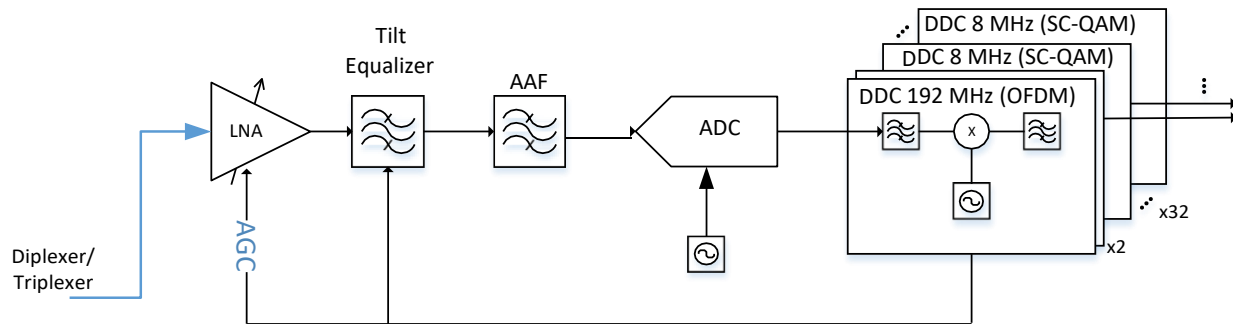 Tilt
Equalizer
LNA
AAF
ADC
DDC 8 MHz (SC-QAM)
DDC 8 MHz (SC-QAM)
DDC 192 MHz (OFDM)
x
x32
x2
AGC
Diplexer/
Triplexer